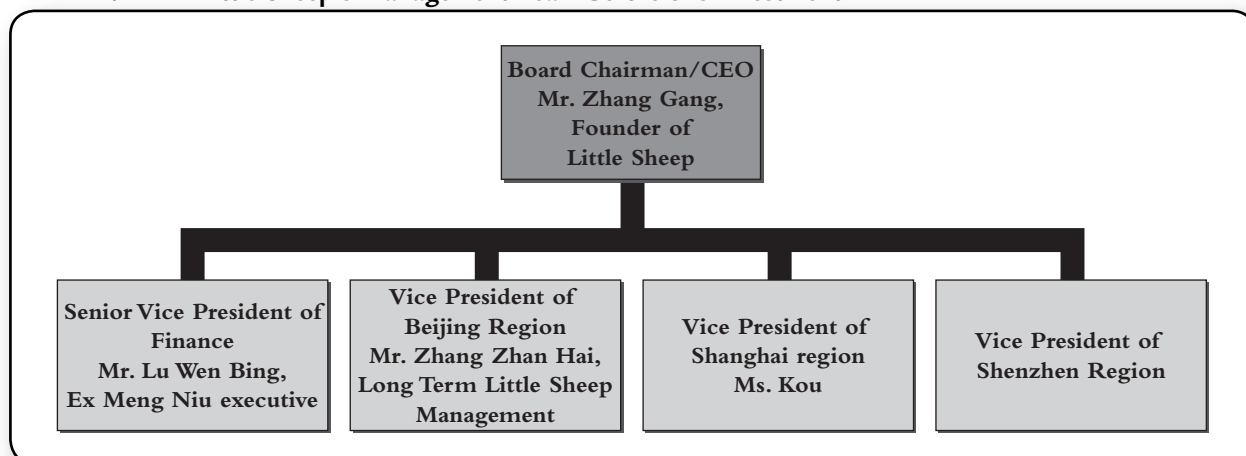 Board Chairman/CEO
Mr. Zhang Gang,
Founder of
Little Sheep
Senior Vice President of
Finance
Mr. Lu Wen Bing,
Ex Meng Niu executive
Vice President of
Beijing Region
Mr. Zhang Zhan Hai,
Long Term Little Sheep
Management
Vice President of
Shanghai region
Ms. Kou
Vice President of
Shenzhen Region